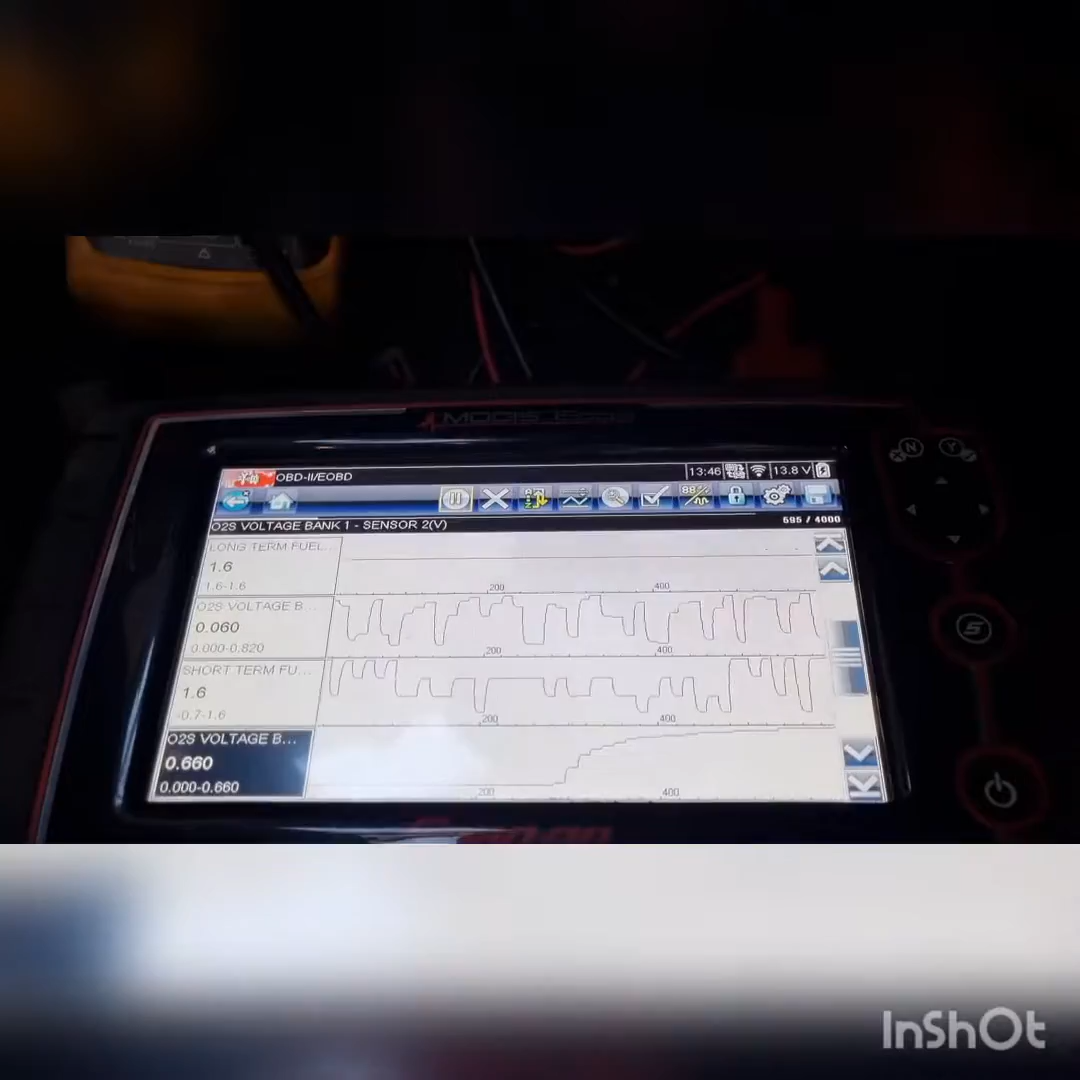 MODIS Edge
OBD-II/EOBD
13:46
13.8 V
O2S VOLTAGE BANK 1 - SENSOR 2(V)
595 / 4000
LONG TERM FUEL...
1.6
1.6-1.6
200 400
O2S VOLTAGE B...
0.060
0.000-0.820
200 400
SHORT TERM FU...
1.6
-0.7-1.6
200 400
O2S VOLTAGE B...
0.660
0.000-0.660
200 400
N
Y
S
InShOt